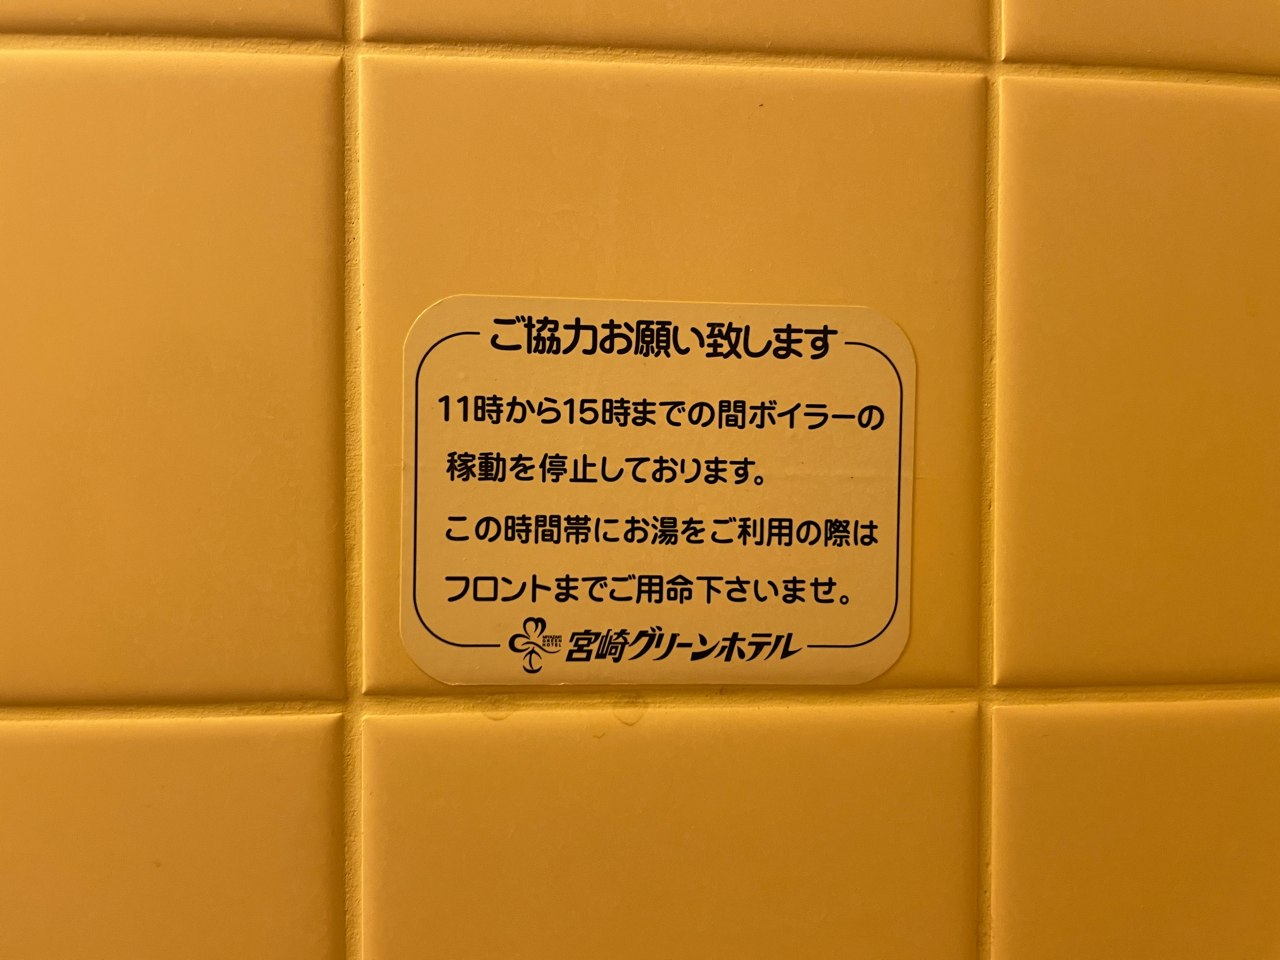 ご協力お願い致します
11時から15時までの間ボイラーの
稼動を停止しております。
この時間帯にお湯をご利用の際は
フロントまでご用命下さいませ。
MIYAZAKI
GREEN
HOTEL
宮崎グリーンホテル